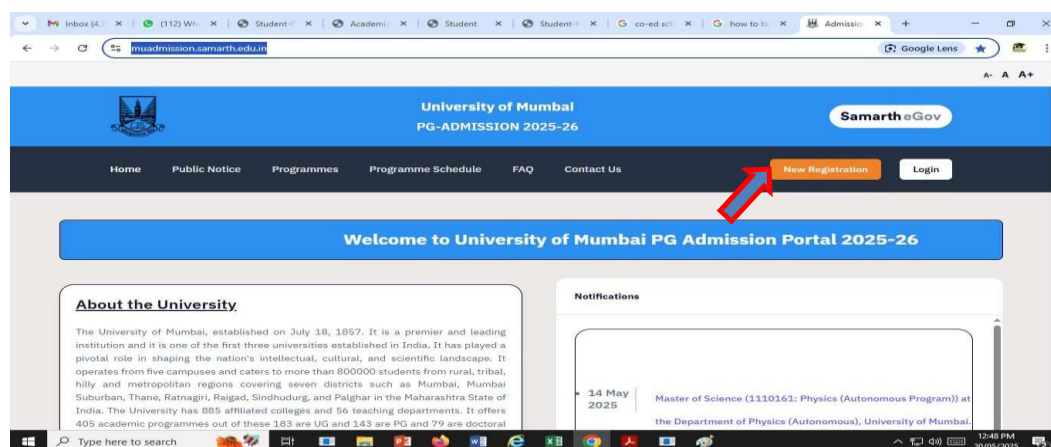 Inbox (4,
(112) Wh
Student-
Academi
Student
Student-
co-ed sch
how to b
Admissio
muadmission.samarth.edu.in
Google Lens
A- A A+
University of Mumbai
PG-ADMISSION 2025-26
Samarth eGov
Home Public Notice Programmes Programme Schedule FAQ Contact Us New Registration Login
Welcome to University of Mumbai PG Admission Portal 2025-26
About the University
The University of Mumbai, established on July 18, 1857. It is a premier and leading
institution and it is one of the first three universities established in India. It has played a
pivotal role in shaping the nation's intellectual, cultural, and scientific landscape. It
operates from five campuses and caters to more than 800000 students from rural, tribal,
hilly and metropolitan regions covering seven districts such as Mumbai, Mumbai
Suburban, Thane, Ratnagiri, Raigad, Sindhudurg, and Palghar in the Maharashtra State of
India. The University has 885 affiliated colleges and 56 teaching departments. It offers
405 academic programmes out of these 183 are UG and 143 are PG and 79 are doctoral
Notifications
14 May
2025
Master of Science (1110161: Physics (Autonomous Program)) at
the Department of Physics (Autonomous), University of Mumbai.
Type here to search
12:48 PM
20/05/2025